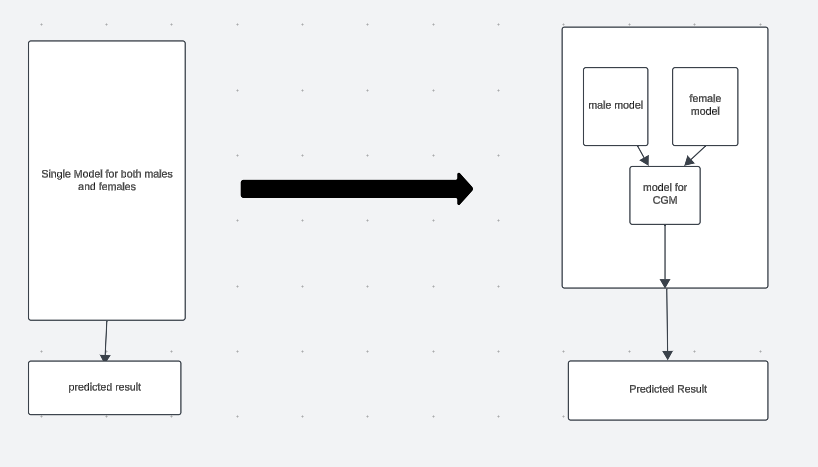 Single Model for both males
and females
predicted result
male model
female
model
model for
CGM
Predicted Result